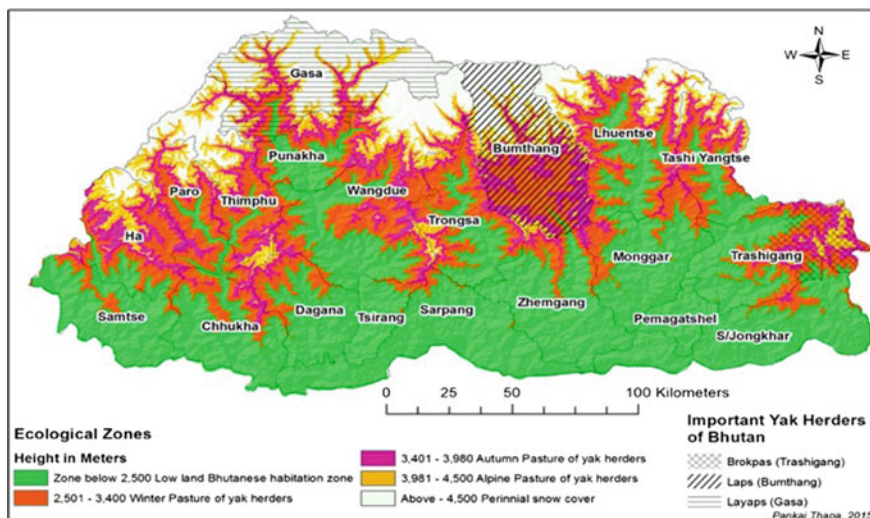 N
W E
S
Gasa
Punakha
Bumthang
Lhuentse
Tashi Yangtse
Paro
Thimphu
Wangdue
Trongsa
Ha
Monggar
Trashigang
Samtse
Chhukha
Dagana
Tsirang
Sarpang
Zhemgang
Pemagatshel
S/Jongkhar
0 25 50 100 Kilometers
Ecological Zones
Height in Meters
Zone below 2,500 Low land Bhutanese habitation zone
2,501 - 3,400 Winter Pasture of yak herders
3,401 - 3,980 Autumn Pasture of yak herders
3,981 - 4,500 Alpine Pasture of yak herders
Above - 4,500 Perinnial snow cover
Important Yak Herders
of Bhutan
Brokpas (Trashigang)
Laps (Bumthang)
Layaps (Gasa)
Pankaj Thapa, 2015